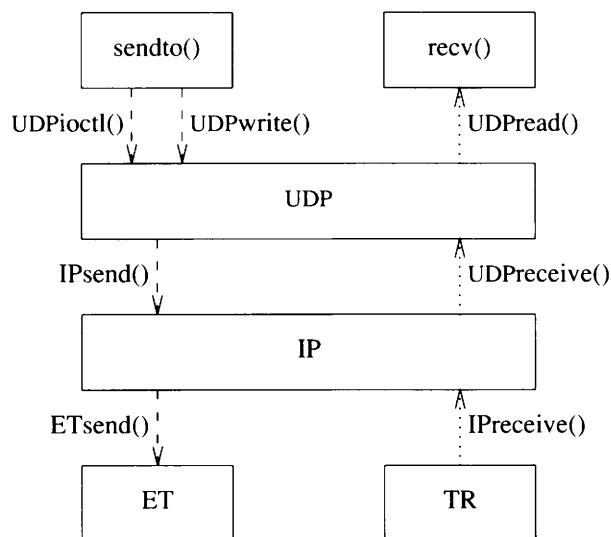 sendto()
recv()
UDPioctl()
UDPwrite()
UDPread()
UDP
IPsend()
UDPreceive()
IP
ETsend()
IPreceive()
ET
TR